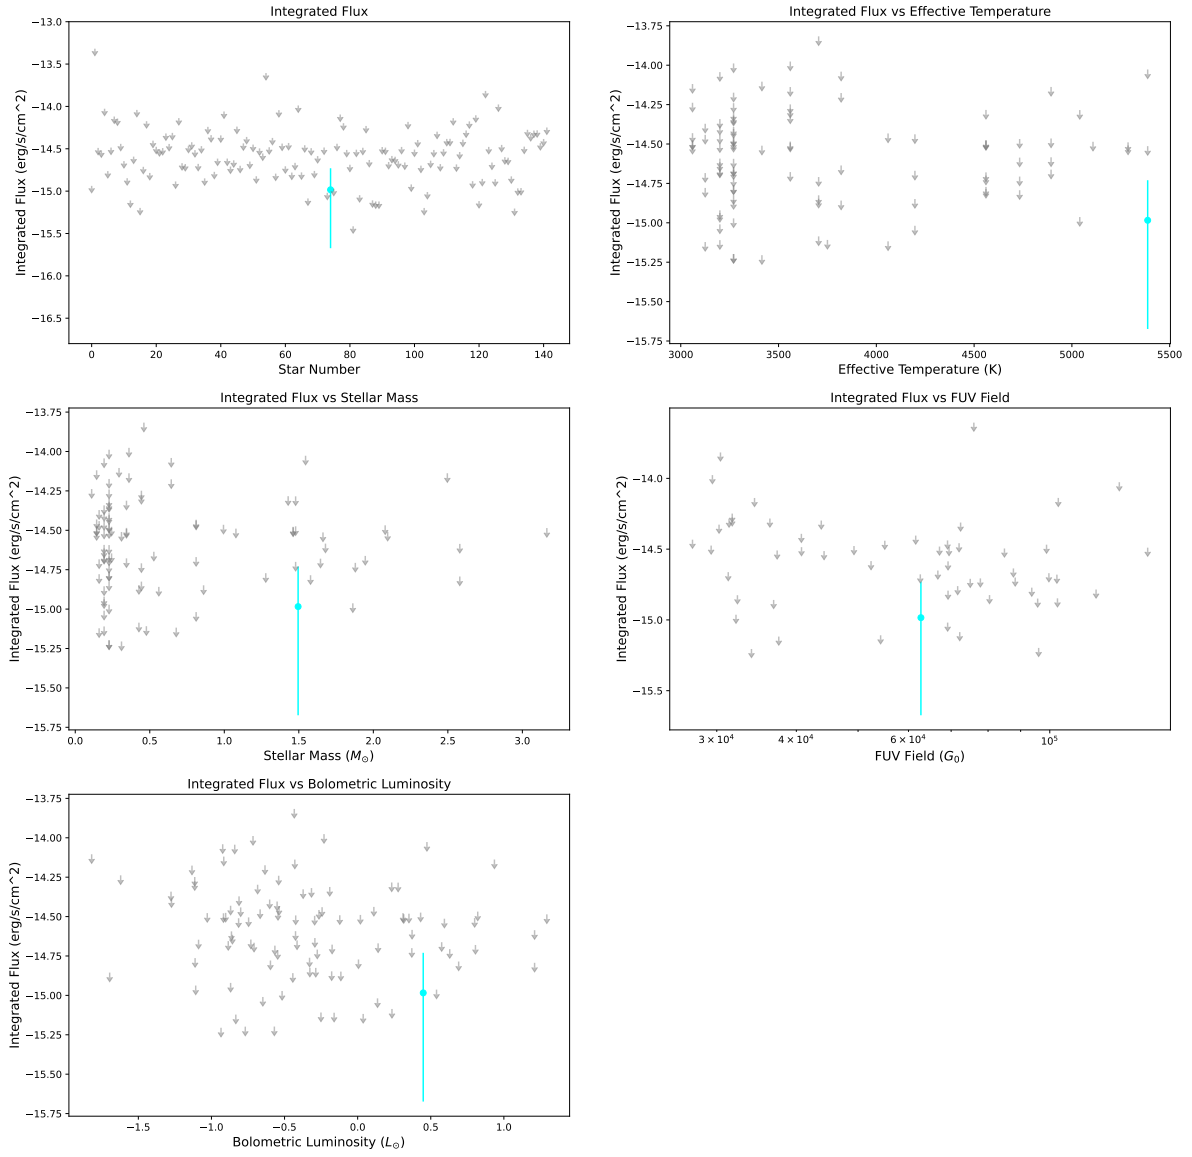 Integrated Flux
−13.0
−13.5
−14.0
−14.5
−15.0
−15.5
−16.0
−16.5
Integrated Flux (erg/s/cm^2)
0 20 40 60 80 100 120 140
Star Number
Integrated Flux vs Effective Temperature
−13.75
−14.00
−14.25
−14.50
−14.75
−15.00
−15.25
−15.50
−15.75
Integrated Flux (erg/s/cm^2)
3000 3500 4000 4500 5000 5500
Effective Temperature (K)
Integrated Flux vs Stellar Mass
−13.75
−14.00
−14.25
−14.50
−14.75
−15.00
−15.25
−15.50
−15.75
Integrated Flux (erg/s/cm^2)
0.0 0.5 1.0 1.5 2.0 2.5 3.0
Stellar Mass (M☉)
Integrated Flux vs FUV Field
−14.0
−14.5
−15.0
−15.5
Integrated Flux (erg/s/cm^2)
3 × 10⁴ 4 × 10⁴ 6 × 10⁴ 10⁵
FUV Field (G₀)
Integrated Flux vs Bolometric Luminosity
−13.75
−14.00
−14.25
−14.50
−14.75
−15.00
−15.25
−15.50
−15.75
Integrated Flux (erg/s/cm^2)
−1.5 −1.0 −0.5 0.0 0.5 1.0
Bolometric Luminosity (L☉)